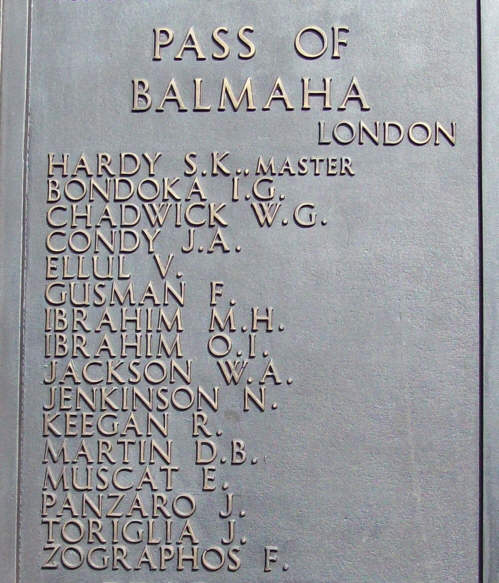 PASS OF
BALMAHA
LONDON
HARDY S.K., MASTER
BONDOKA I.G.
CHADWICK W.G.
CONDY J.A.
ELLUL V.
GUSMAN F.
IBRAHIM M.H.
IBRAHIM O.I.
JACKSON W.A.
JENKINSON N.
KEEGAN R.
MARTIN D.B.
MUSCAT E.
PANZARO J.
TORIGLIA J.
ZOGRAPHOS F.